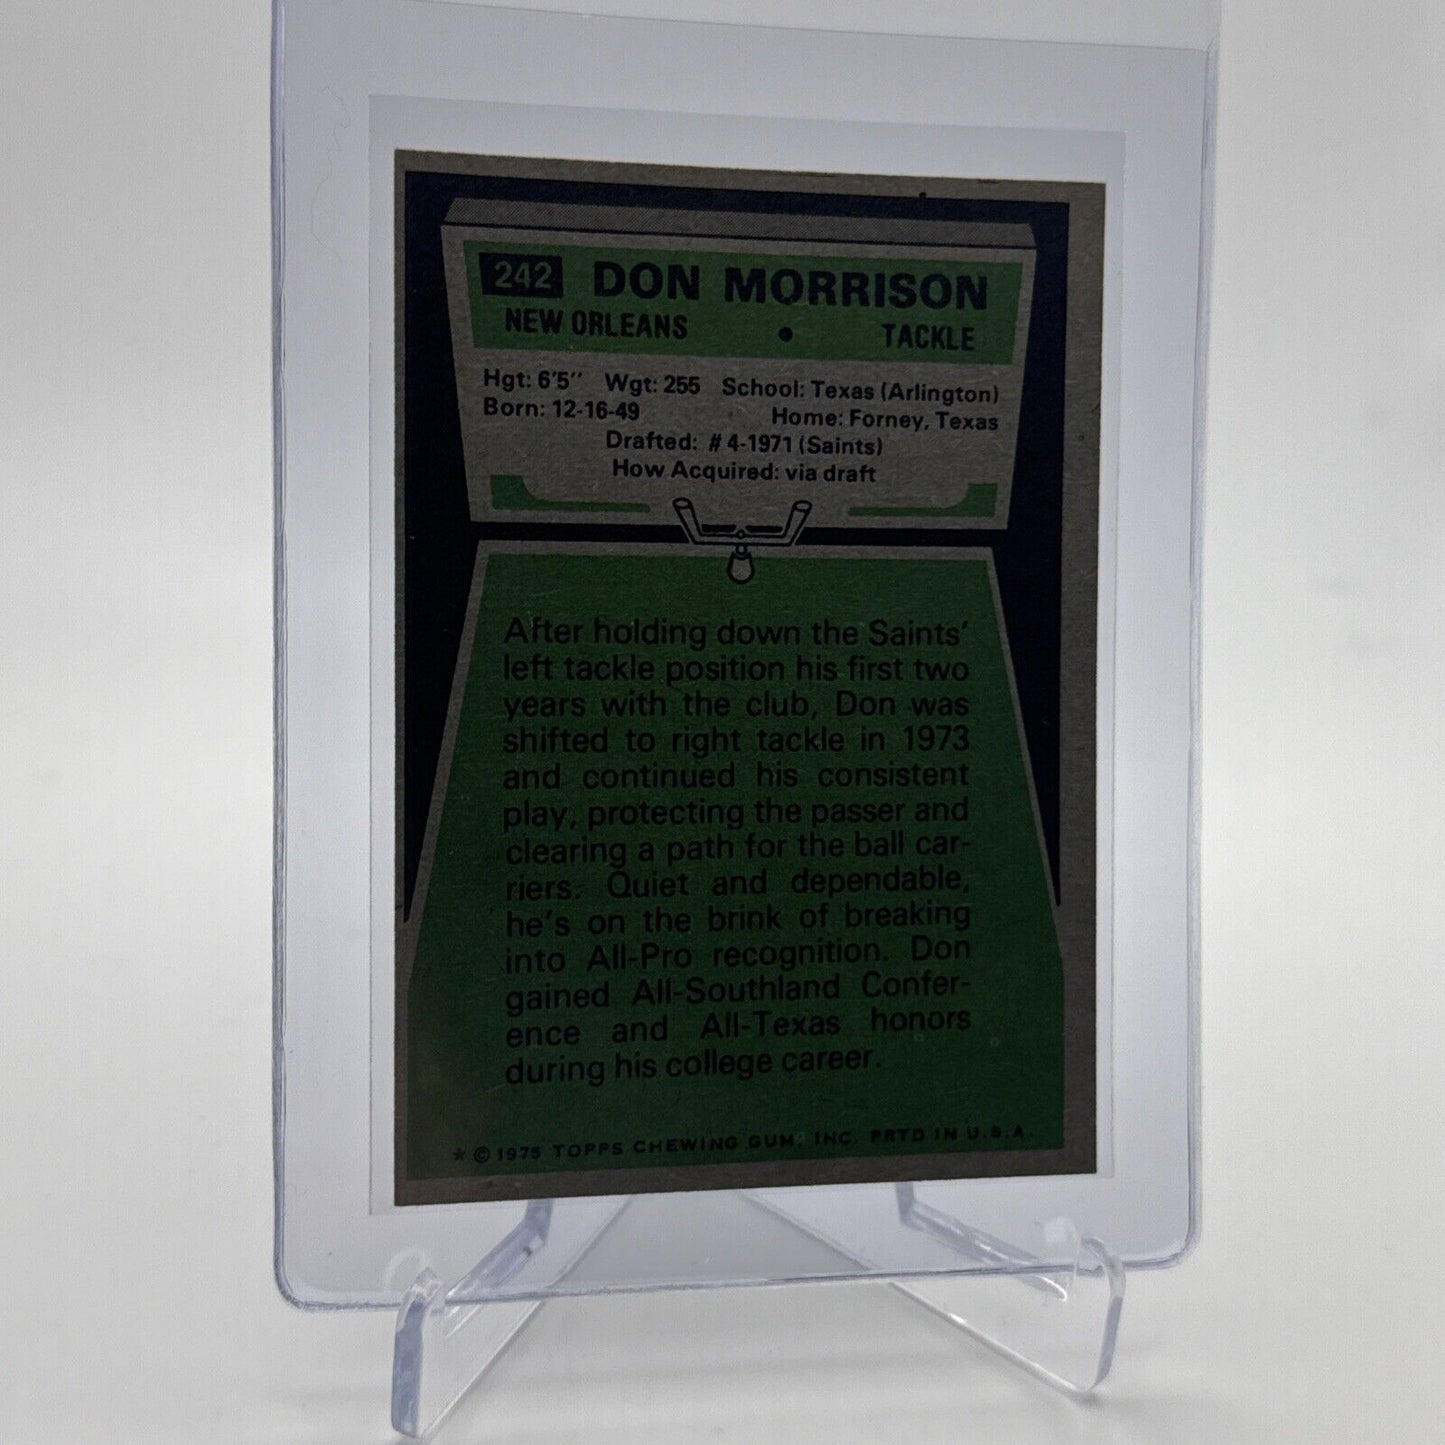 242 DON MORRISON
NEW ORLEANS • TACKLE
Hgt: 6'5" Wgt: 255 School: Texas (Arlington)
Born: 12-16-49 Home: Forney, Texas
Drafted: #4-1971 (Saints)
How Acquired: via draft
After holding down the Saints'
left tackle position his first two
years with the club, Don was
shifted to right tackle in 1973
and continued his consistent
play, protecting the passer and
clearing a path for the ball car-
riers. Quiet and dependable,
he's on the brink of breaking
into All-Pro recognition. Don
gained All-Southland Confer-
ence and All-Texas honors
during his college career.
* © 1975 TOPPS CHEWING GUM, INC. PRTD IN U.S.A.